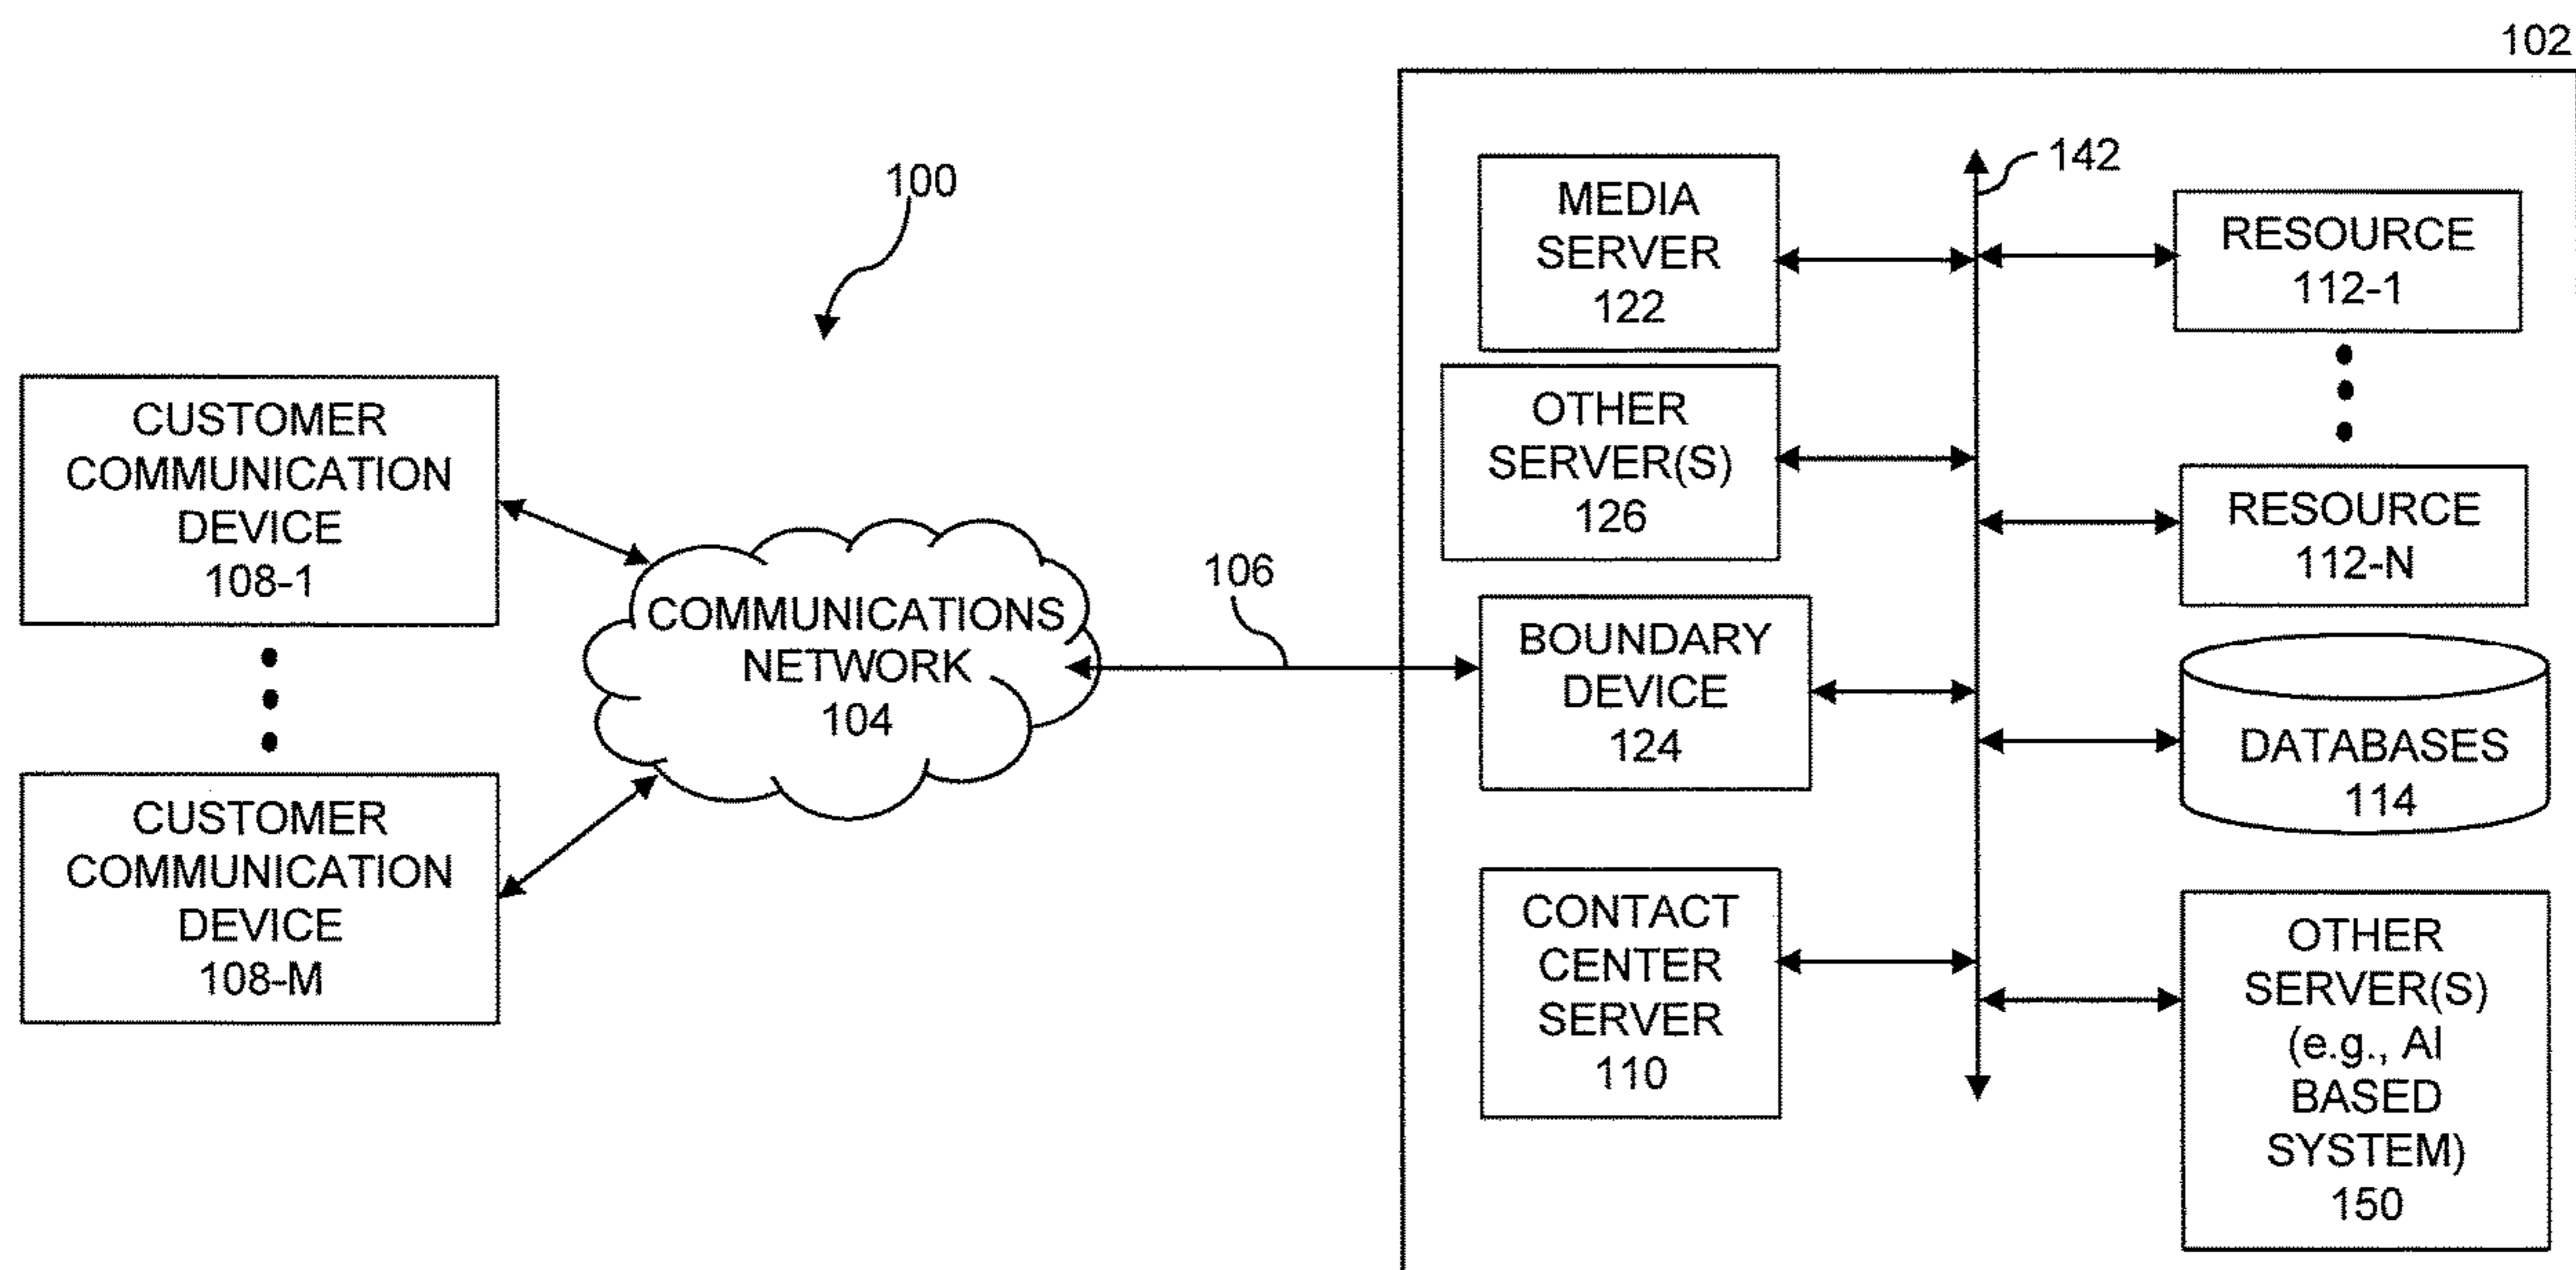 102
100
142
MEDIA
SERVER
122
RESOURCE
112-1
CUSTOMER
COMMUNICATION
DEVICE
108-1
OTHER
SERVER(S)
126
RESOURCE
112-N
COMMUNICATIONS
NETWORK
104
106
BOUNDARY
DEVICE
124
DATABASES
114
CUSTOMER
COMMUNICATION
DEVICE
108-M
CONTACT
CENTER
SERVER
110
OTHER
SERVER(S)
(e.g., AI
BASED
SYSTEM)
150